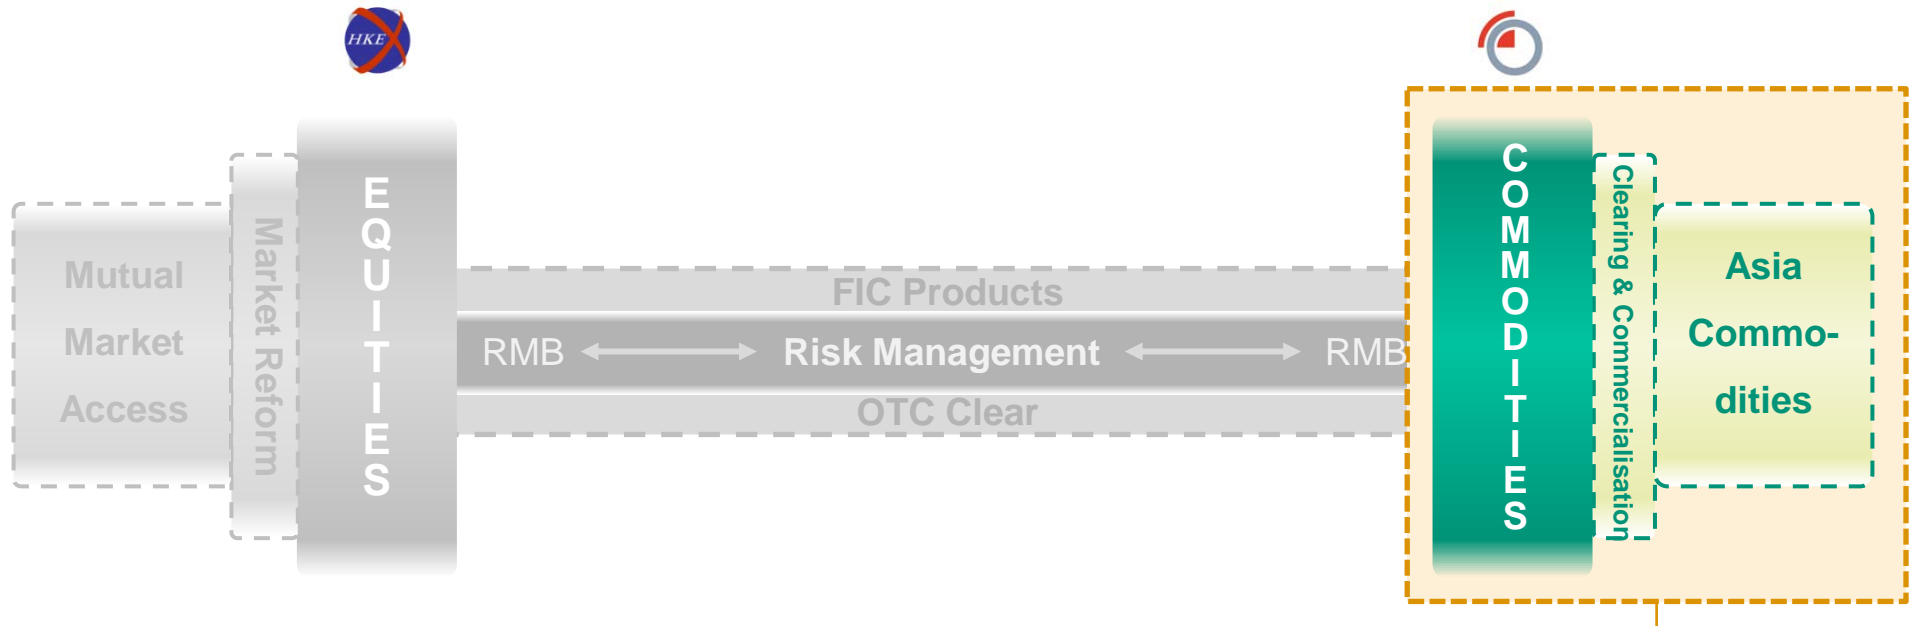 HKE
Mutual
Market
Access
Market Reform
EQUITIES
FIC Products
RMB Risk Management RMB
OTC Clear
COMMODITIES
Clearing & Commercialisation
Asia
Commo-
dities